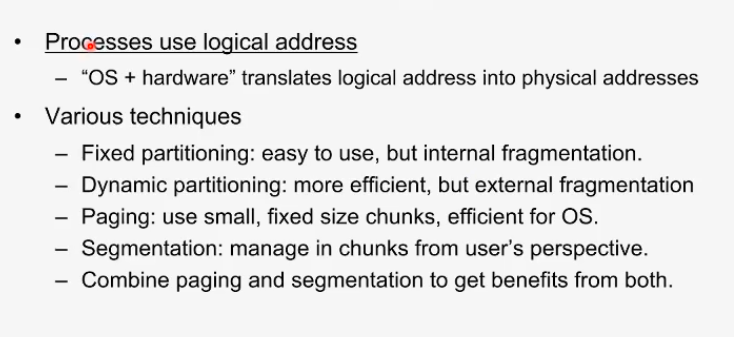 • Processes use logical address
– “OS + hardware” translates logical address into physical addresses
• Various techniques
– Fixed partitioning: easy to use, but internal fragmentation.
– Dynamic partitioning: more efficient, but external fragmentation
– Paging: use small, fixed size chunks, efficient for OS.
– Segmentation: manage in chunks from user’s perspective.
– Combine paging and segmentation to get benefits from both.